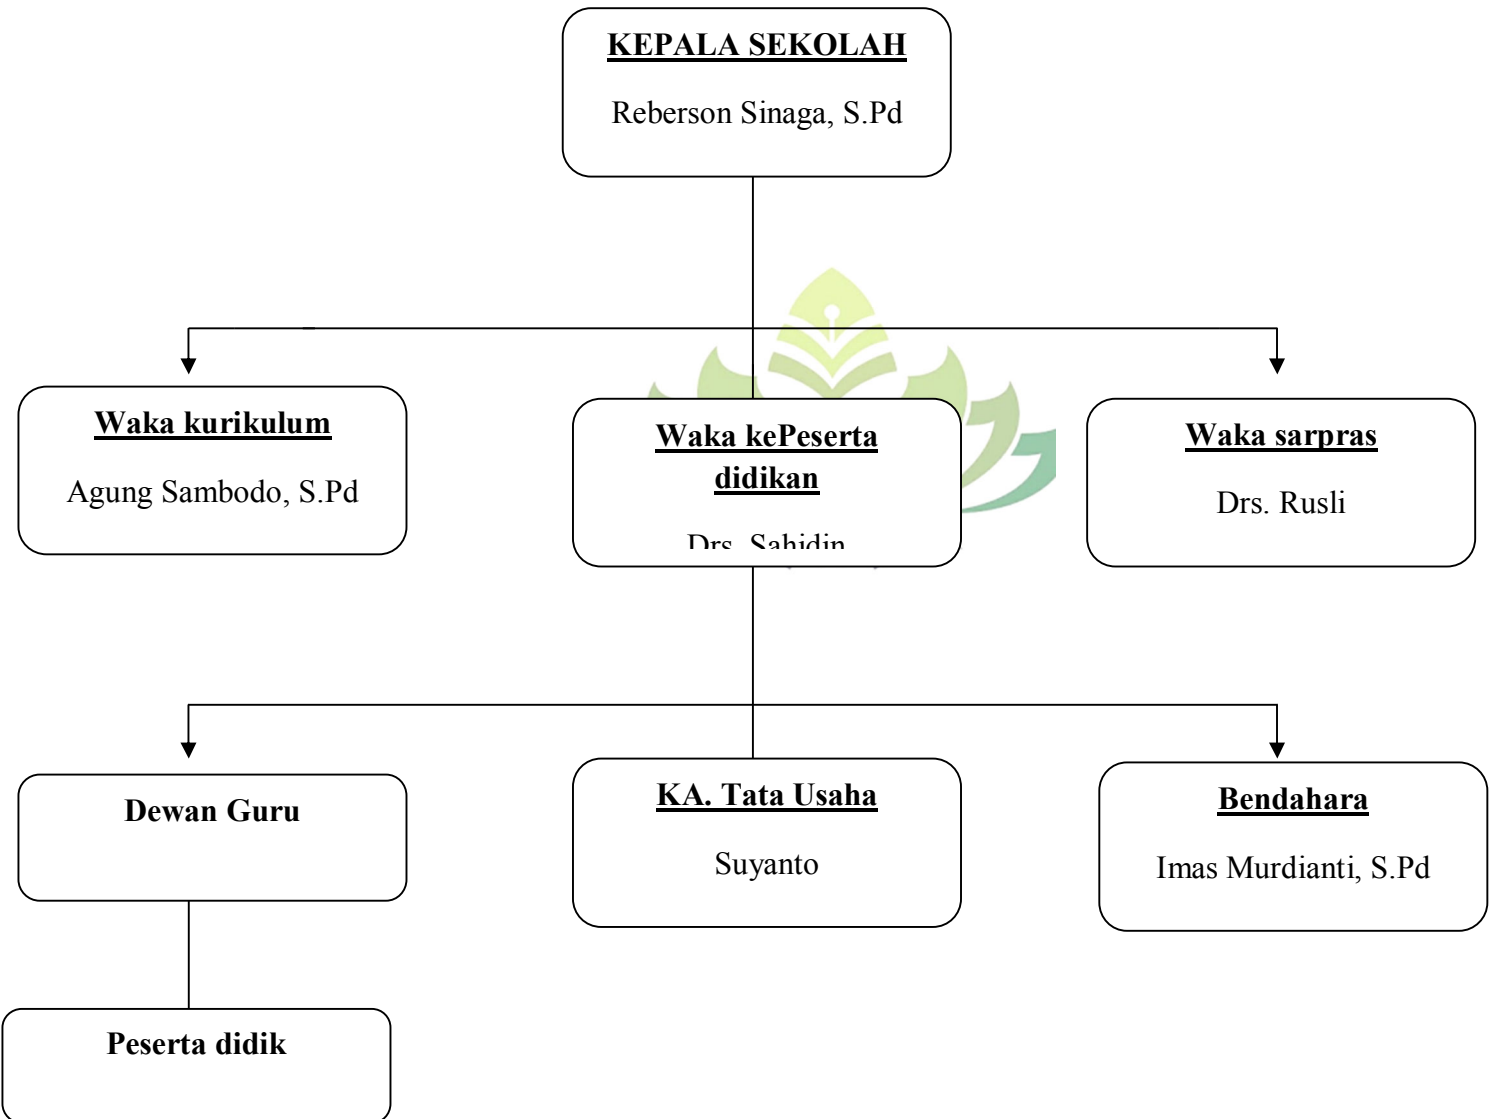 KEPALA SEKOLAH
Reberson Sinaga, S.Pd
Waka kurikulum
Agung Sambodo, S.Pd
Waka kePeserta
didikan
Drs. Sahidin
Waka sarpras
Drs. Rusli
Dewan Guru
KA. Tata Usaha
Suyanto
Bendahara
Imas Murdianti, S.Pd
Peserta didik